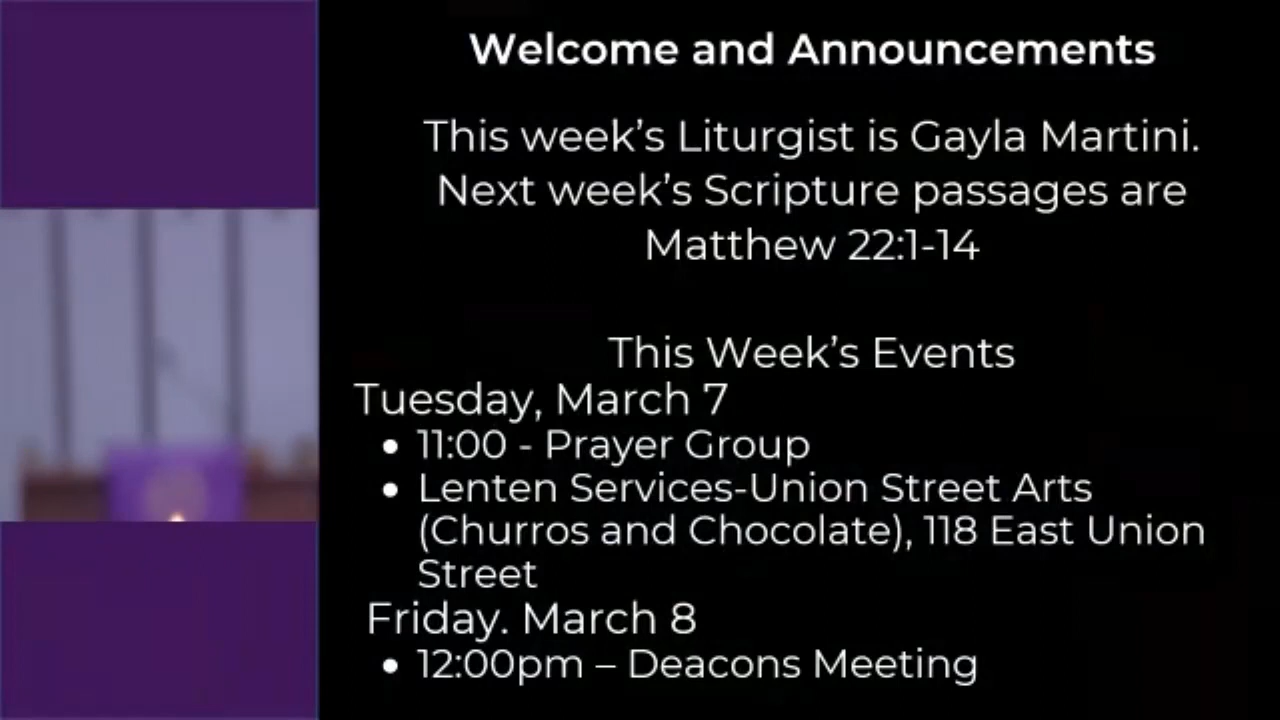 Welcome and Announcements
This week’s Liturgist is Gayla Martini.
Next week’s Scripture passages are
Matthew 22:1-14
This Week’s Events
Tuesday, March 7
• 11:00 - Prayer Group
• Lenten Services-Union Street Arts
(Churros and Chocolate), 118 East Union
Street
Friday. March 8
• 12:00pm – Deacons Meeting